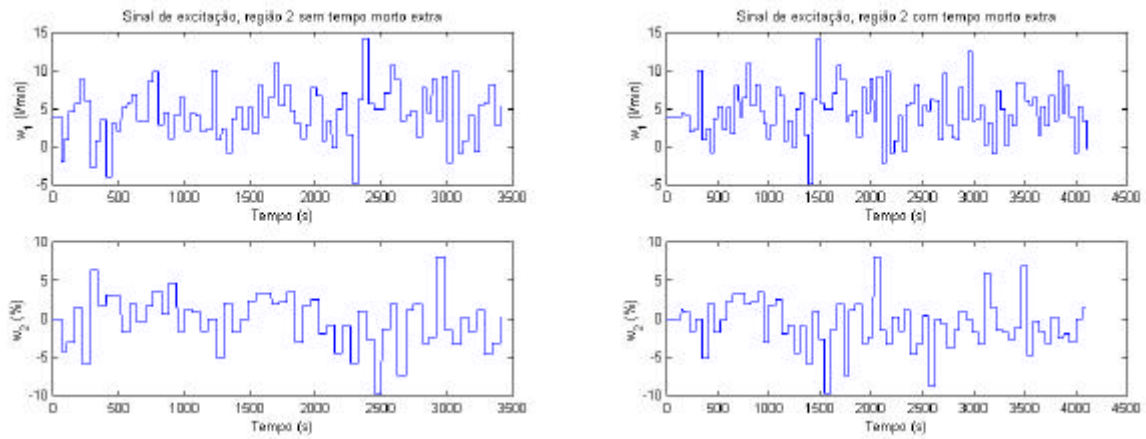 Sinal de excitação, região 2 sem tempo morto extra
15
10
5
0
-5
w1 (l/min)
0 500 1000 1500 2000 2500 3000 3500
Tempo (s)
10
5
0
-5
-10
w2 (%)
0 500 1000 1500 2000 2500 3000 3500
Tempo (s)
Sinal de excitação, região 2 com tempo morto extra
15
10
5
0
-5
w1 (l/min)
0 500 1000 1500 2000 2500 3000 3500 4000 4500
Tempo (s)
10
5
0
-5
-10
w2 (%)
0 500 1000 1500 2000 2500 3000 3500 4000 4500
Tempo (s)